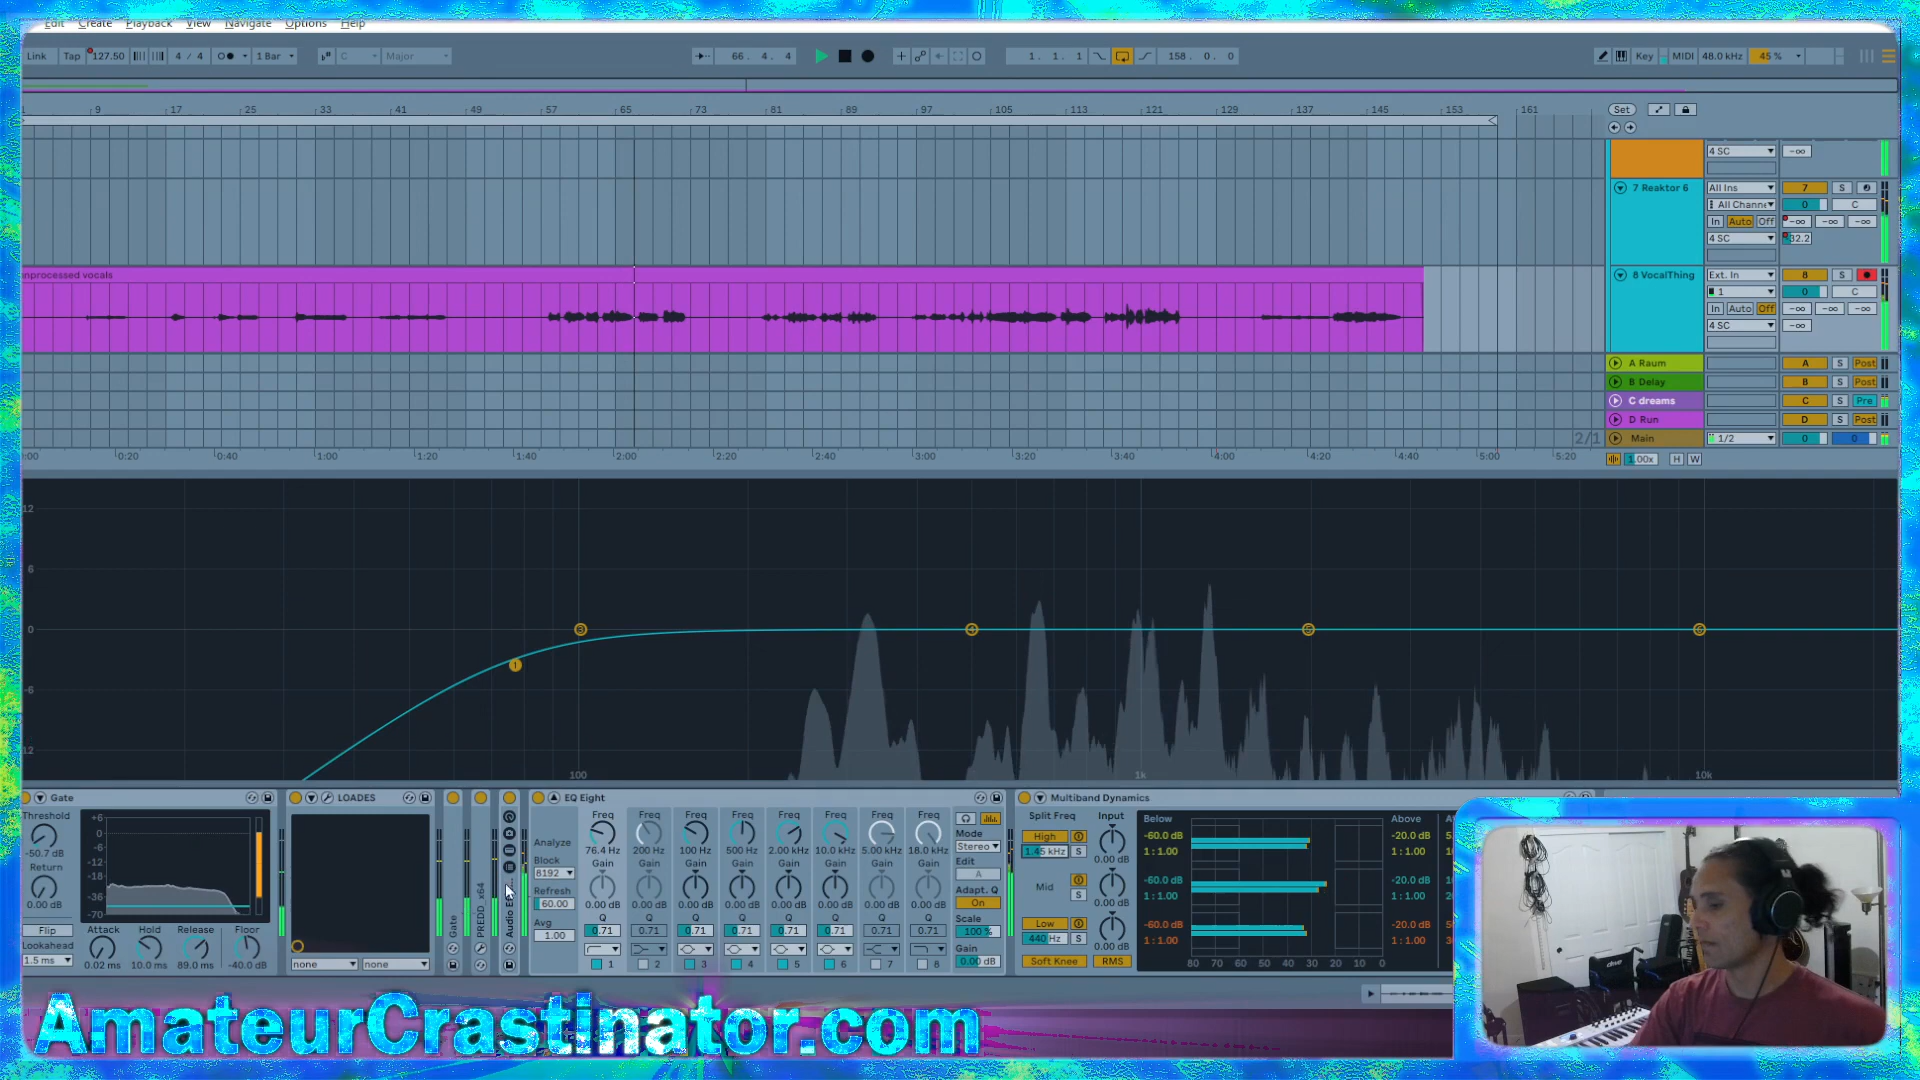 Edit Create Playback View Navigate Options Help
Link Tap 127.50 4 / 4 1 Bar C Major 66. 4. 4 1. 1. 1 158. 0. 0 Key MIDI 48.0 kHz 45 %
9 17 25 33 41 49 57 65 73 81 89 97 105 113 121 129 137 145 153 161 Set
4 SC -∞
7 Reaktor 6 All Ins 7 S
All Channe 0 C
In Auto Off -∞ -∞ -∞
4 SC 32.2
nprocessed vocals 8 VocalThing Ext. In 8 S
1 0 C
In Auto Off -∞ -∞ -∞
4 SC -∞
A Raum A S Post
B Delay B S Post
C dreams C S Pre
D Run D S Post
2/1 Main 1/2 0 0
:00 0:20 0:40 1:00 1:20 1:40 2:00 2:20 2:40 3:00 3:20 3:40 4:00 4:20 4:40 5:00 5:20 1.00x H W
12
6
0
-6
12
100 1k 10k
1 3 4 5 6
Gate LOADES EQ Eight Multiband Dynamics
Threshold
-50.7 dB
Return
0.00 dB
Flip
Lookahead
1.5 ms
+6
0
-6
-12
-18
-36
-70
Attack Hold Release Floor
0.02 ms 10.0 ms 89.0 ms -40.0 dB
none none
Gate
PREDD_x64
Analyze
Block
8192
Refresh
60.00
Avg
1.00
Freq Freq Freq Freq Freq Freq Freq Freq
76.4 Hz 200 Hz 100 Hz 500 Hz 2.00 kHz 10.0 kHz 5.00 kHz 18.0 kHz
Gain Gain Gain Gain Gain Gain Gain Gain
0.00 dB 0.00 dB 0.00 dB 0.00 dB 0.00 dB 0.00 dB 0.00 dB 0.00 dB
Q Q Q Q Q Q Q Q
0.71 0.71 0.71 0.71 0.71 0.71 0.71 0.71
1 2 3 4 5 6 7 8
Mode
Stereo
Edit
A
Adapt. Q
On
Scale
100 %
Gain
0.00 dB
Split Freq Input Below Above
High 0.00 dB -60.0 dB -20.0 dB
1.45 kHz S 1 : 1.00 1 : 1.00
Mid 0.00 dB -60.0 dB -20.0 dB
S 1 : 1.00 1 : 1.00
Low 0.00 dB -60.0 dB -20.0 dB
440 Hz S 1 : 1.00 1 : 1.00
Soft Knee RMS 80 70 60 50 40 30 20 10 0
AmateurCrastinator.com